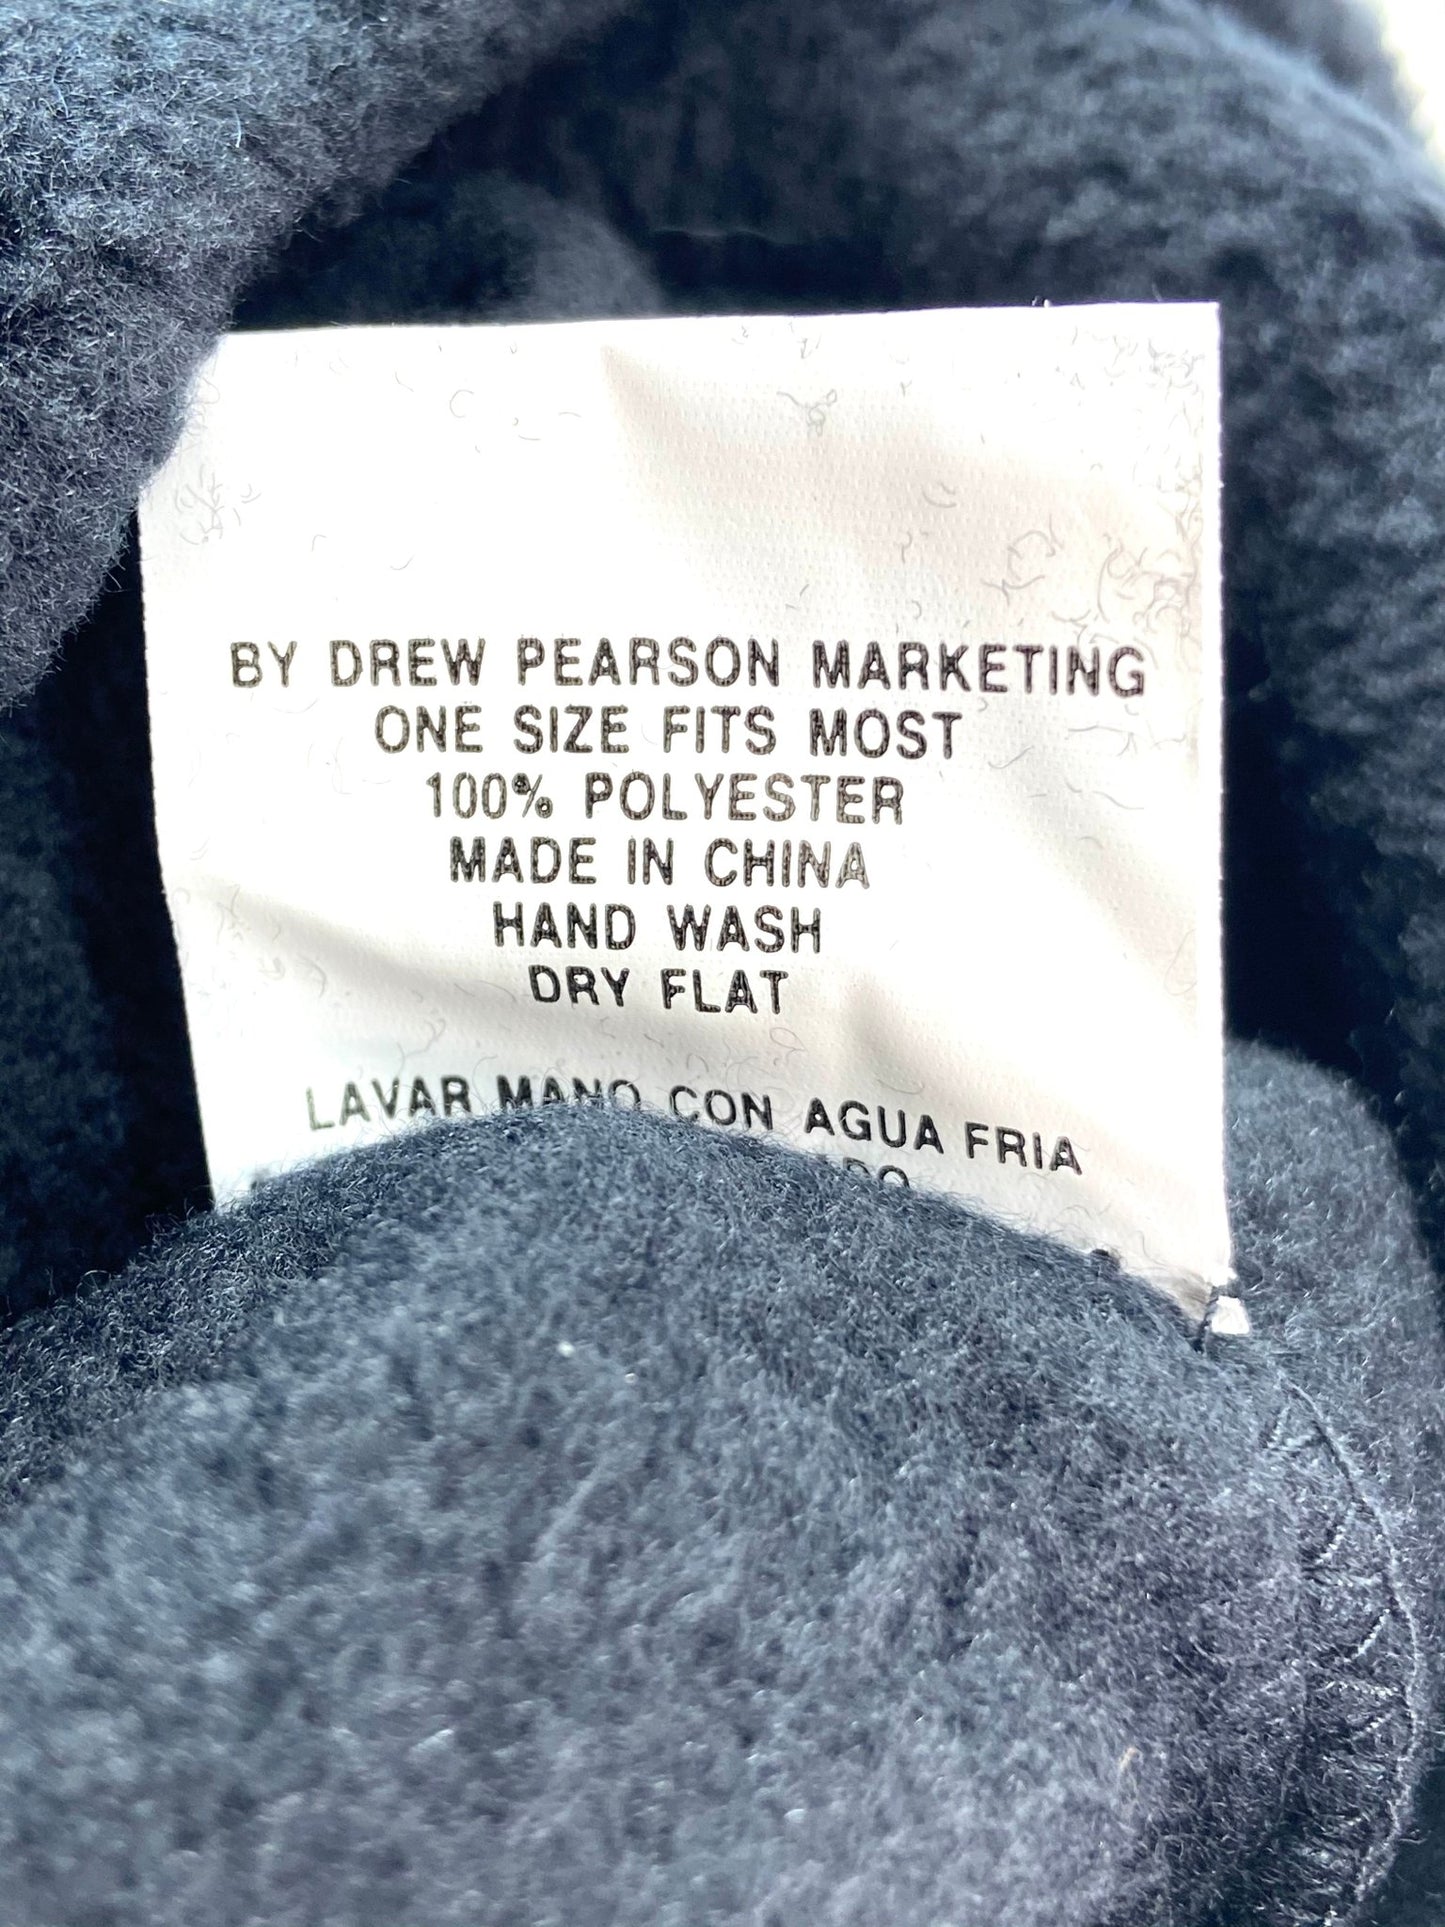 BY DREW PEARSON MARKETING
ONE SIZE FITS MOST
100% POLYESTER
MADE IN CHINA
HAND WASH
DRY FLAT
LAVAR MANO CON AGUA FRIA